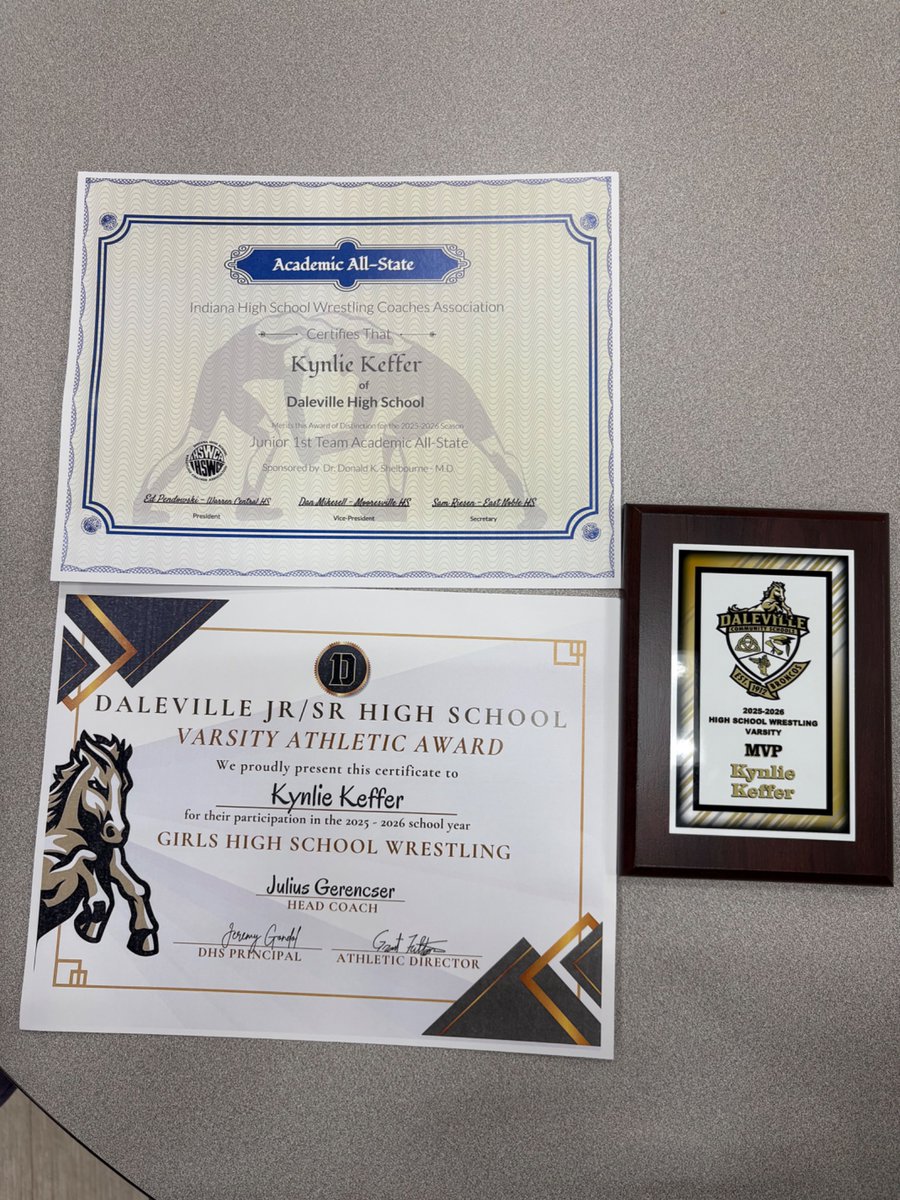 Academic All-State
Indiana High School Wrestling Coaches Association
Certifies That
Kynlie Keffer
of
Daleville High School
Merits this Award of Distinction for the 2025-2026 Season
Junior 1st Team Academic All-State
Sponsored by Dr. Donald K. Shelbourne - M.D.
IHSWCA
IHSWCA
Ed Pendowski - Warren Central HS
President
Dan Mikesell - Mooresville HS
Vice-President
Sam Riesen - East Noble HS
Secretary
D
DALEVILLE JR/SR HIGH SCHOOL
VARSITY ATHLETIC AWARD
We proudly present this certificate to
Kynlie Keffer
for their participation in the 2025 - 2026 school year
GIRLS HIGH SCHOOL WRESTLING
Julius Gerencser
HEAD COACH
DHS PRINCIPAL
ATHLETIC DIRECTOR
DALEVILLE
COMMUNITY SCHOOLS
EST. 1917 BRONCOS
2025-2026
HIGH SCHOOL WRESTLING
VARSITY
MVP
Kynlie
Keffer